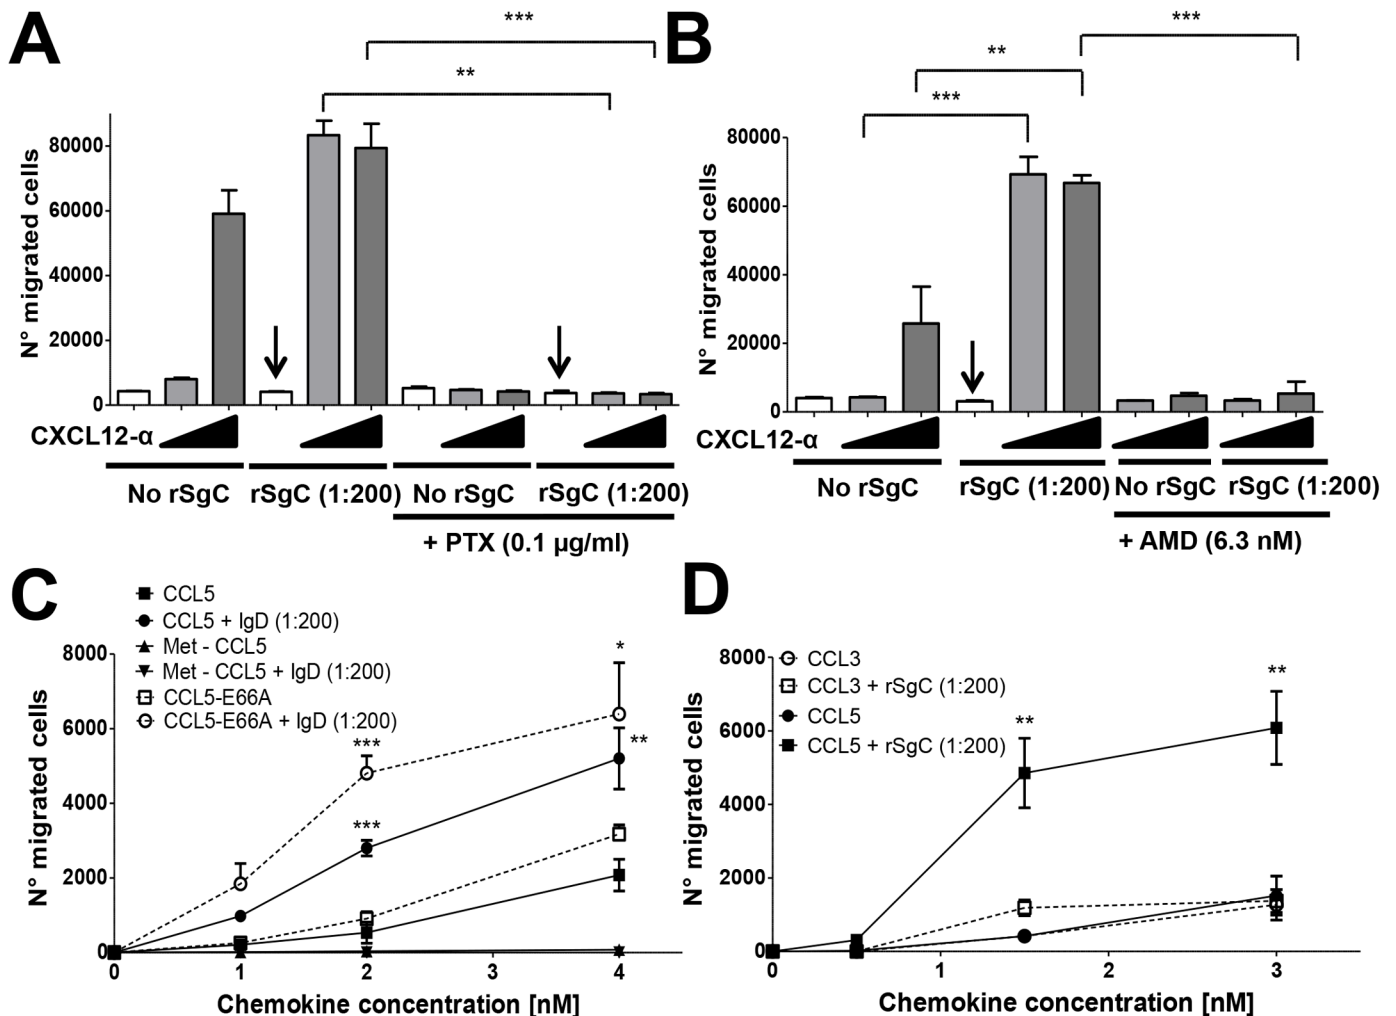 A
***
**
N° migrated cells
80000
60000
40000
20000
0
CXCL12-α
No rSgC
rSgC (1:200)
No rSgC
rSgC (1:200)
+ PTX (0.1 µg/ml)
B
***
**
***
N° migrated cells
80000
60000
40000
20000
0
CXCL12-α
No rSgC
rSgC (1:200)
No rSgC
rSgC (1:200)
+ AMD (6.3 nM)
C
CCL5
CCL5 + IgD (1:200)
Met - CCL5
Met - CCL5 + IgD (1:200)
CCL5-E66A
CCL5-E66A + IgD (1:200)
N° migrated cells
8000
6000
4000
2000
0
*
**
***
***
0 1 2 3 4
Chemokine concentration [nM]
D
CCL3
CCL3 + rSgC (1:200)
CCL5
CCL5 + rSgC (1:200)
N° migrated cells
8000
6000
4000
2000
0
**
**
0 1 2 3
Chemokine concentration [nM]